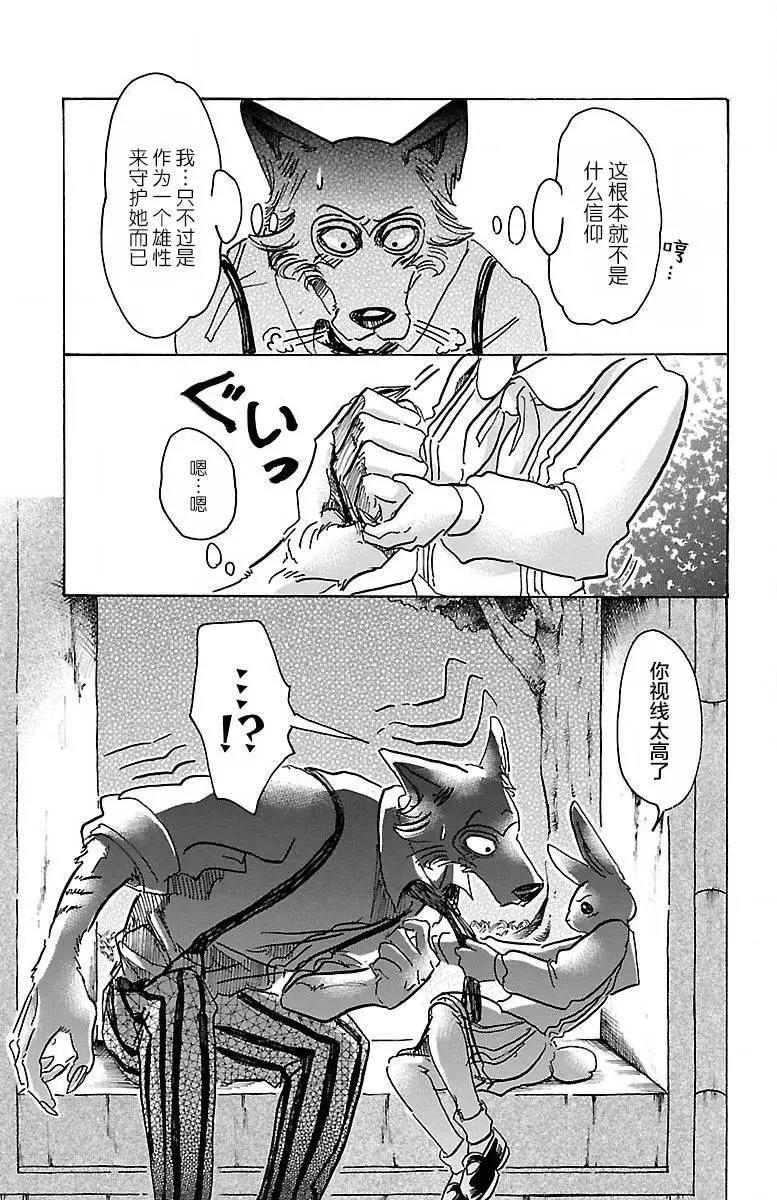 这根本就不是
什么信仰
哼…
我…只不过是
作为一个雄性
来守护她而已
ぐいっ
嗯…嗯
你视线太高了
…!?